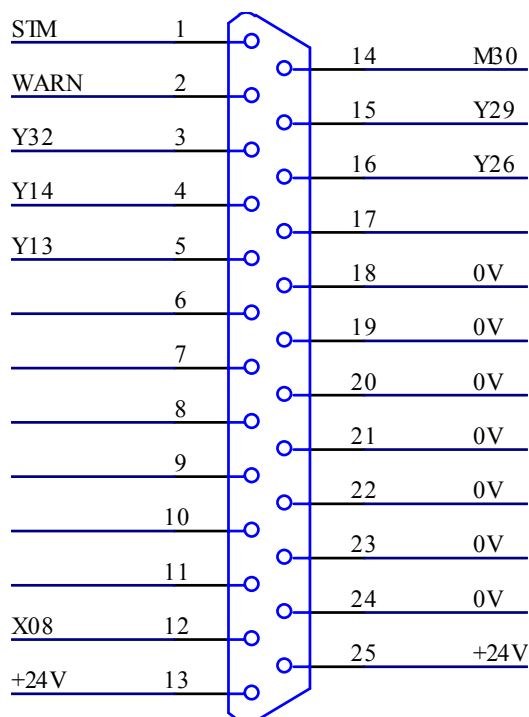 STM 1
14 M30
WARN 2
15 Y29
Y32 3
16 Y26
Y14 4
17
Y13 5
18 0V
6
19 0V
7
20 0V
8
21 0V
9
22 0V
10
23 0V
11
24 0V
X08 12
25 +24V
+24V 13